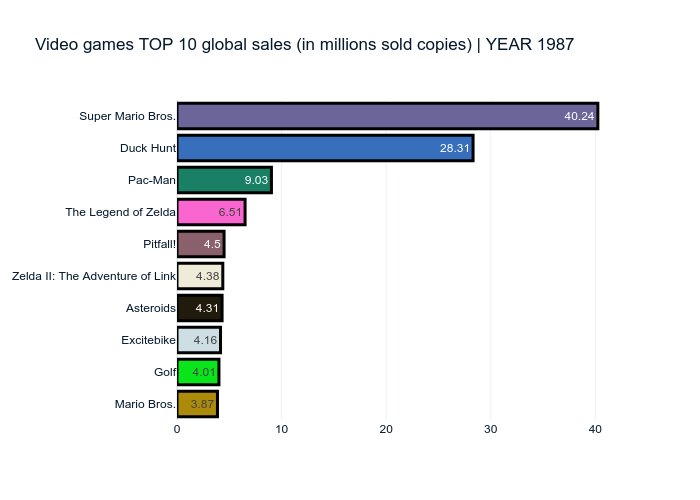 Video games TOP 10 global sales (in millions sold copies) | YEAR 1987
Super Mario Bros. 40.24
Duck Hunt 28.31
Pac-Man 9.03
The Legend of Zelda 6.51
Pitfall! 4.5
Zelda II: The Adventure of Link 4.38
Asteroids 4.31
Excitebike 4.16
Golf 4.01
Mario Bros. 3.87
0 10 20 30 40